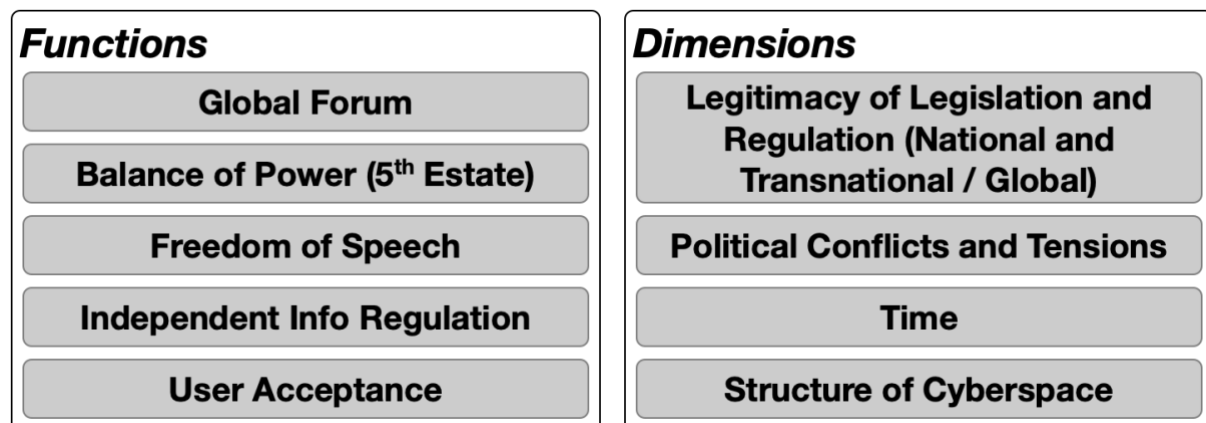 Functions
Global Forum
Balance of Power (5th Estate)
Freedom of Speech
Independent Info Regulation
User Acceptance
Dimensions
Legitimacy of Legislation and
Regulation (National and
Transnational / Global)
Political Conflicts and Tensions
Time
Structure of Cyberspace